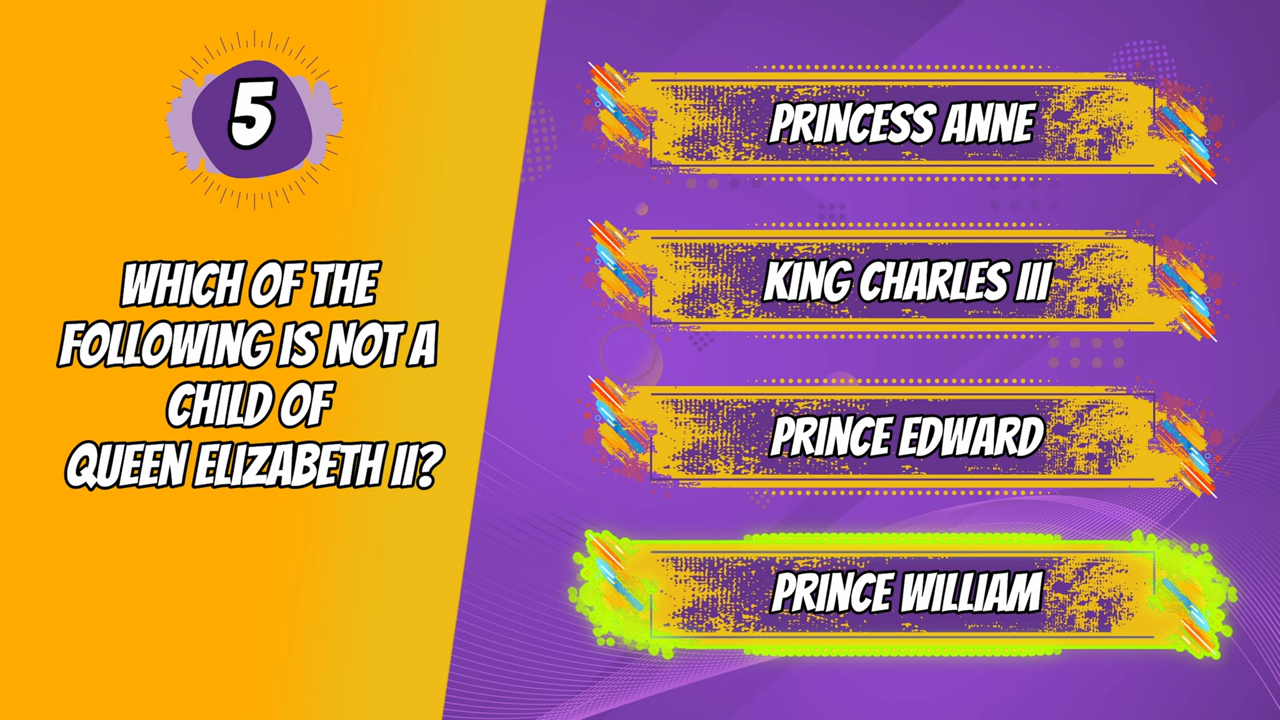 5
WHICH OF THE
FOLLOWING IS NOT A
CHILD OF
QUEEN ELIZABETH II?
PRINCESS ANNE
KING CHARLES III
PRINCE EDWARD
PRINCE WILLIAM